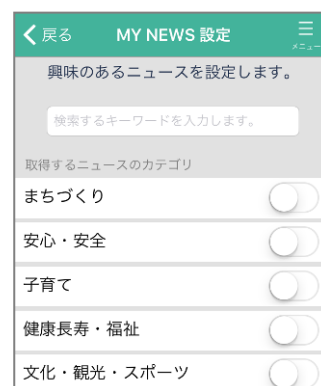 戻る MY NEWS 設定
メニュー
興味のあるニュースを設定します。
検索するキーワードを入力します。
取得するニュースのカテゴリ
まちづくり
安心・安全
子育て
健康長寿・福祉
文化・観光・スポーツ